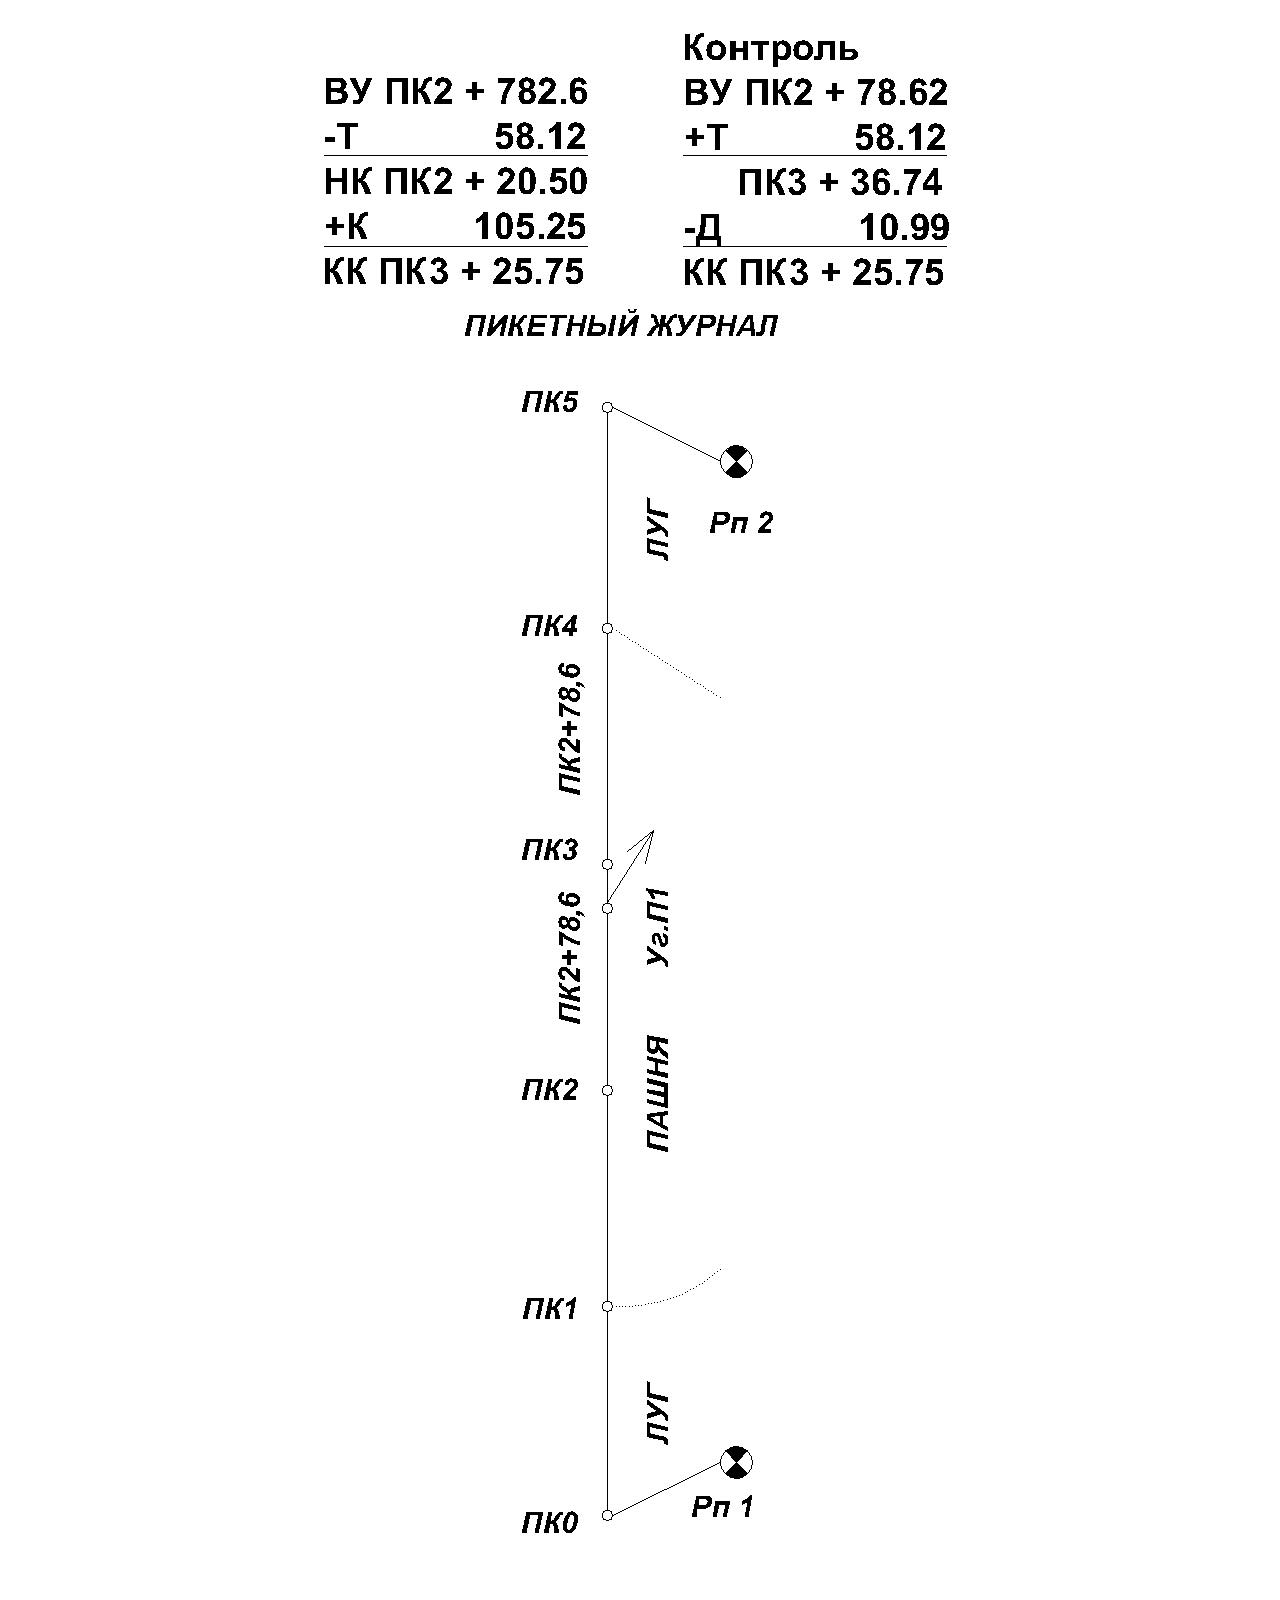 Контроль
ВУ ПК2 + 782.6
-Т 58.12
НК ПК2 + 20.50
+К 105.25
КК ПК3 + 25.75
ВУ ПК2 + 78.62
+Т 58.12
ПК3 + 36.74
-Д 10.99
КК ПК3 + 25.75
ПИКЕТНЫЙ ЖУРНАЛ
ПК5
ЛУГ
Рп 2
ПК4
ПК2+78,6
ПК3
ПК2+78,6
Уг.П1
ПК2
ПАШНЯ
ПК1
ЛУГ
Рп 1
ПК0